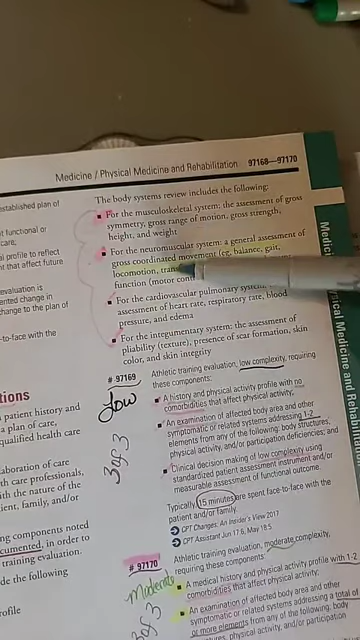 Medicine / Physical Medicine and Rehabilitation 97168—97170
established plan of
t functional or
care;
al profile to reflect
nt that affect future
evaluation is
ented change in
hange to the plan of
e-to-face with the
tions
patient history and
a plan of care,
qualified health care
aboration of care
h care professionals,
with the nature of the
tient, family, and/or
ng components noted
cumented, in order to
training evaluation.
de the following
rofile
The body systems review includes the following:
■ For the musculoskeletal system: the assessment of gross
symmetry, gross range of motion, gross strength,
height, and weight
■ For the neuromuscular system: a general assessment of
gross coordinated movement (eg, balance, gait,
locomotion,
function (motor
■ For the cardiovascular pulmonary
assessment of heart rate, respiratory rate, blood
pressure, and edema
■ For the integumentary system: the assessment of
pliability (texture), presence of scar formation, skin
color, and skin integrity
# 97169 Athletic training evaluation, low complexity, requiring
these components:
Low
■ A history and physical activity profile with no
comorbidities that affect physical activity;
■ An examination of affected body area and other
symptomatic or related systems addressing 1-2
elements from any of the following: body structures,
physical activity, and/or participation deficiencies; and
3 of 3
■ Clinical decision making of low complexity using
standardized patient assessment instrument and/or
measurable assessment of functional outcome.
Typically, 15 minutes are spent face-to-face with the
patient and/or family.
CPT Changes: An Insider's View 2017
CPT Assistant Jun 17:6, May 18:5
# 97170 Athletic training evaluation, moderate complexity,
requiring these components:
Moderate
■ A medical history and physical activity profile with 1-2
comorbidities that affect physical activity;
■ An examination of affected body area and other
symptomatic or related systems addressing a total of
or more elements from any of the following: body
structures, physical activity, and/or participation
3 of 3